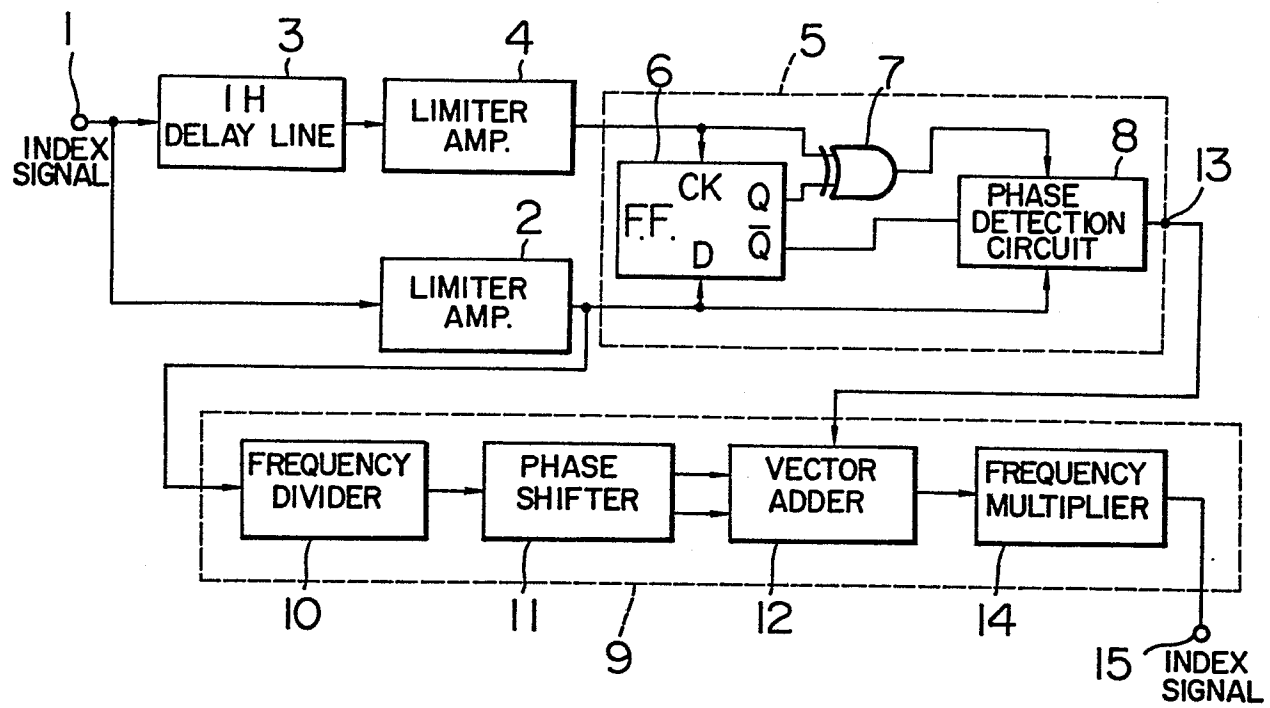 1
3
4
5
6
7
8
13
1H
DELAY LINE
LIMITER
AMP.
INDEX
SIGNAL
CK
Q
F.F.
Q̅
D
PHASE
DETECTION
CIRCUIT
2
LIMITER
AMP.
FREQUENCY
DIVIDER
PHASE
SHIFTER
VECTOR
ADDER
FREQUENCY
MULTIPLIER
10
11
12
14
9
15
INDEX
SIGNAL